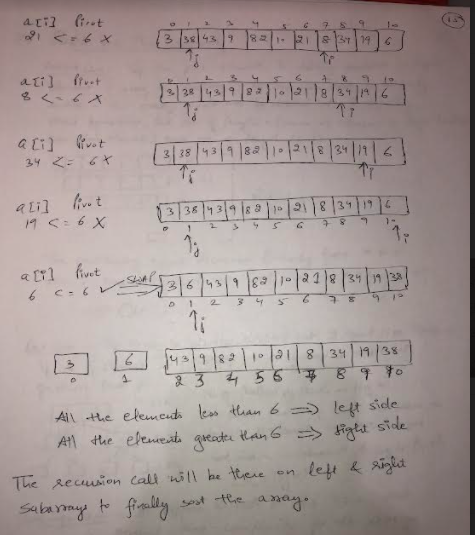 (15)
a[i] Pivot
0 1 2 3 4 5 6 7 8 9 10
21 <= 6 X
3 38 43 9 82 10 21 8 34 19 6
j i
a[i] Pivot
0 1 2 3 4 5 6 7 8 9 10
8 <= 6 X
3 38 43 9 82 10 21 8 34 19 6
j i
a[i] Pivot
34 <= 6 X
3 38 43 9 82 10 21 8 34 19 6
j i
a[i] Pivot
3 38 43 9 82 10 21 8 34 19 6
19 <= 6 X
0 1 2 3 4 5 6 7 8 9 10
j i
a[i] Pivot
6 <= 6 ✓ SWAP
3 6 43 9 82 10 21 8 34 19 38
0 1 2 3 4 5 6 7 8 9 10
j
3 6 43 9 82 10 21 8 34 19 38
0 1 2 3 4 5 6 7 8 9 10
All the elements less than 6 => left side
All the elements greater than 6 => right side
The recursion call will be there on left & right
Subarrays to finally sort the array.